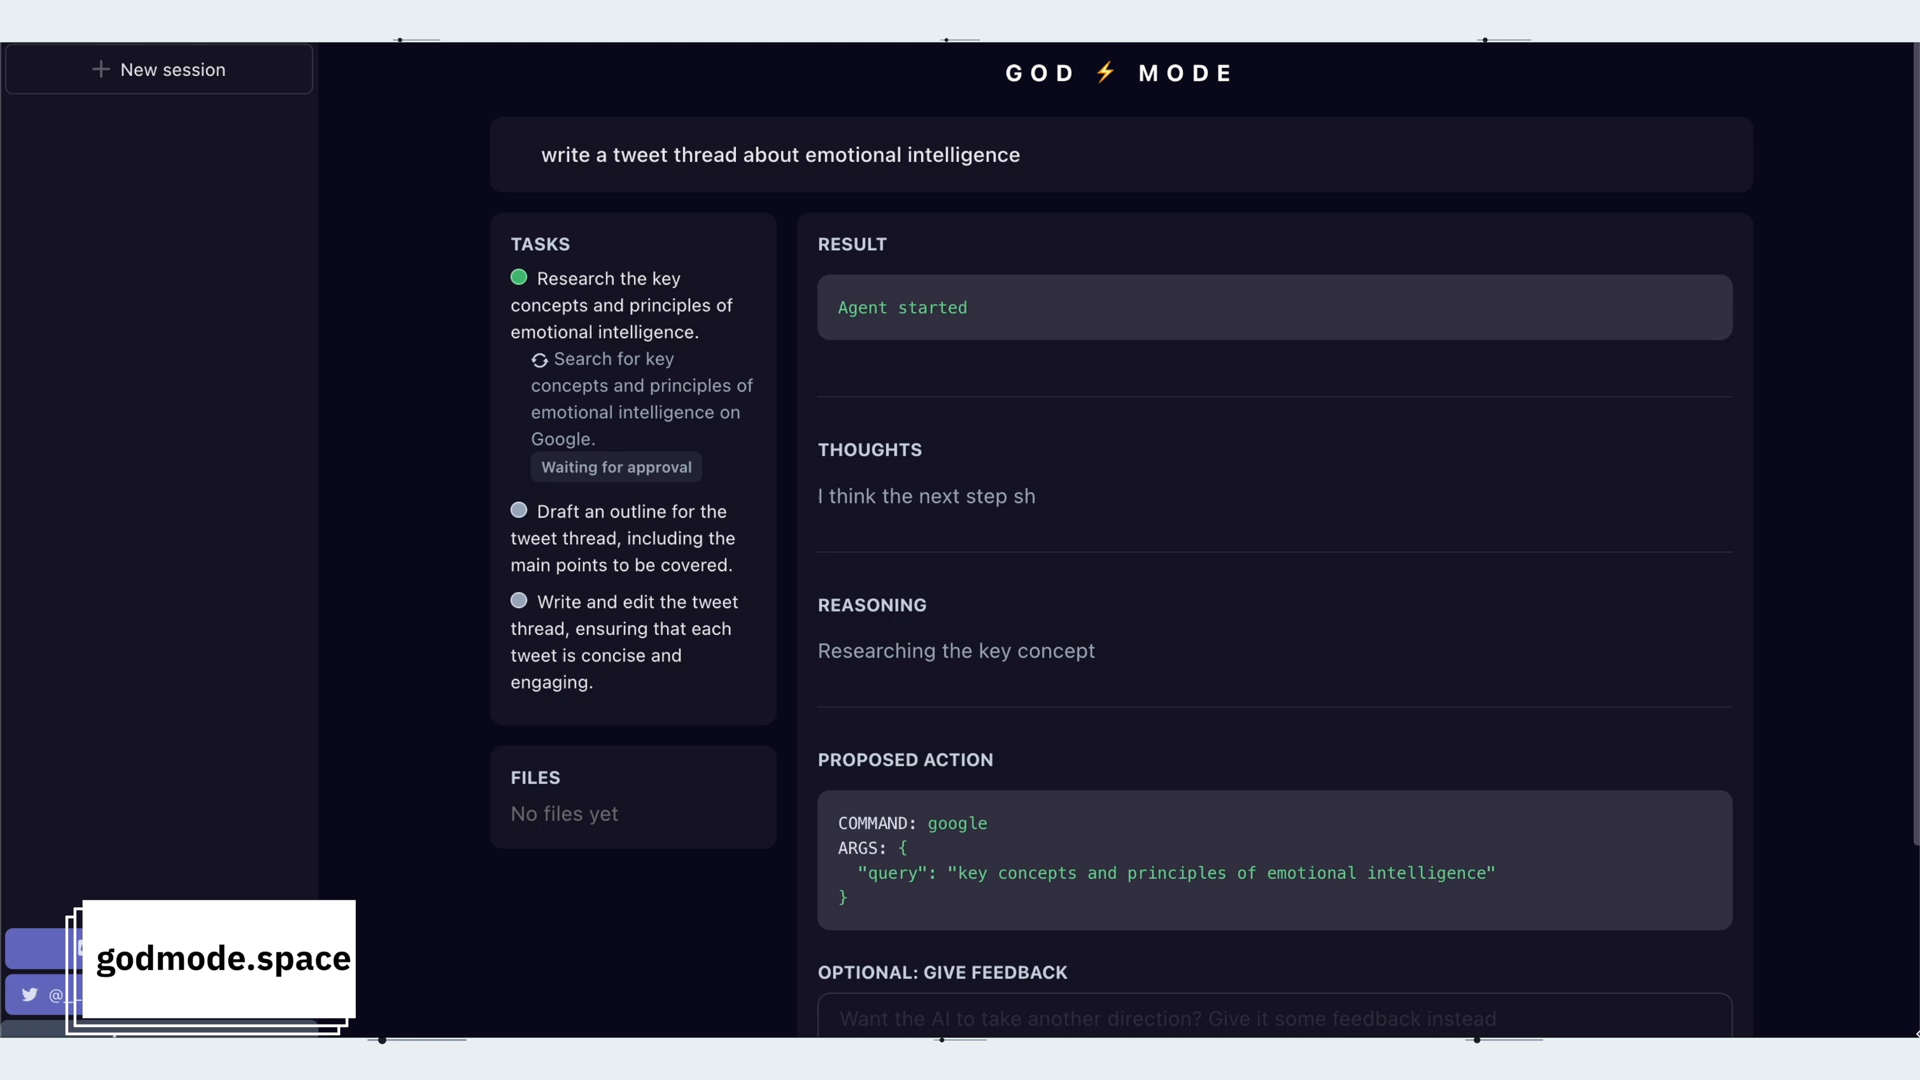 New session
GOD ⚡ MODE
write a tweet thread about emotional intelligence
TASKS
Research the key
concepts and principles of
emotional intelligence.
Search for key
concepts and principles of
emotional intelligence on
Google.
Waiting for approval
Draft an outline for the
tweet thread, including the
main points to be covered.
Write and edit the tweet
thread, ensuring that each
tweet is concise and
engaging.
FILES
No files yet
RESULT
Agent started
THOUGHTS
I think the next step sh
REASONING
Researching the key concept
PROPOSED ACTION
COMMAND: google
ARGS: {
"query": "key concepts and principles of emotional intelligence"
}
OPTIONAL: GIVE FEEDBACK
Want the AI to take another direction? Give it some feedback instead
godmode.space